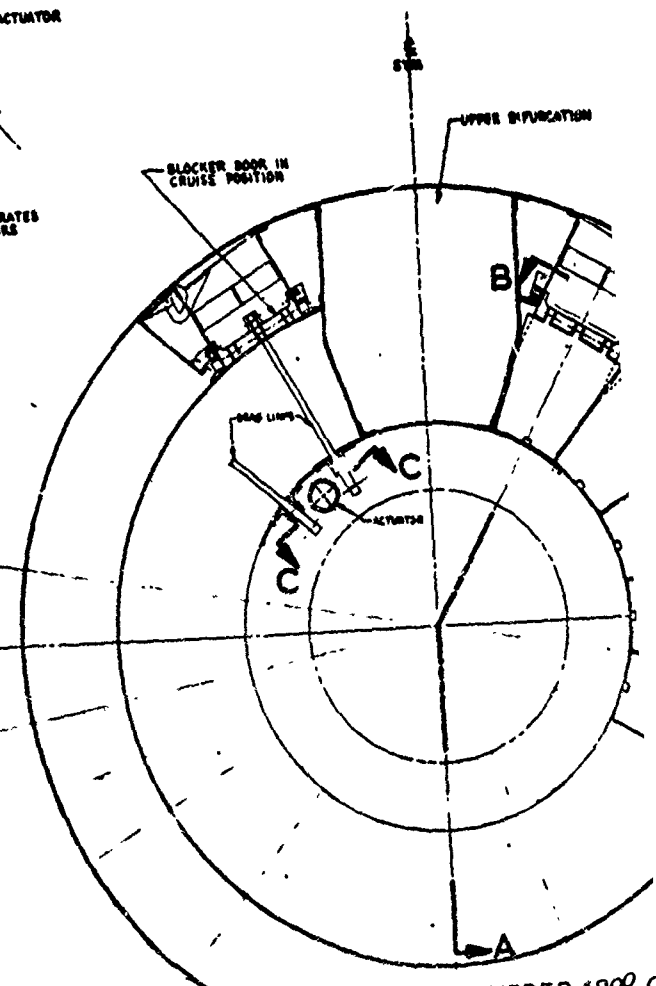 ACTUATOR
SYM
UPPER BIFURCATION
BLOCKER DOOR IN
CRUISE POSITION
B
DRAG LINKS
C
ACTUATOR
C
A